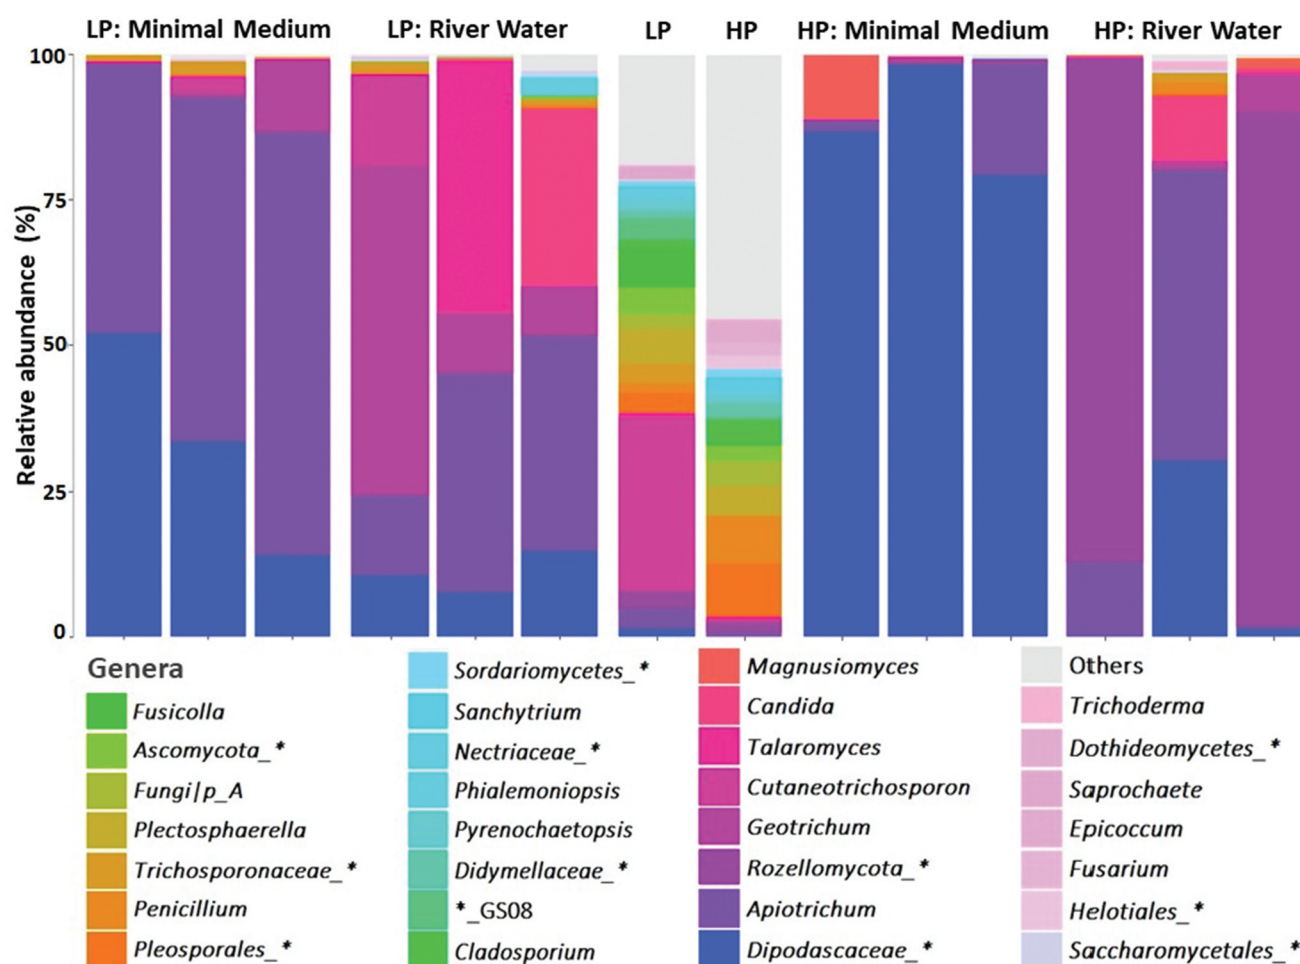 LP: Minimal Medium LP: River Water LP HP HP: Minimal Medium HP: River Water
Relative abundance (%)
100
75
50
25
0
Genera
Fusicolla
Ascomycota_*
Fungi|p_A
Plectosphaerella
Trichosporonaceae_*
Penicillium
Pleosporales_*
Sordariomycetes_*
Sanchytrium
Nectriaceae_*
Phialemoniopsis
Pyrenochaetopsis
Didymellaceae_*
*_GS08
Cladosporium
Magnusiomyces
Candida
Talaromyces
Cutaneotrichosporon
Geotrichum
Rozellomycota_*
Apiotrichum
Dipodascaceae_*
Others
Trichoderma
Dothideomycetes_*
Saprochaete
Epicoccum
Fusarium
Helotiales_*
Saccharomycetales_*